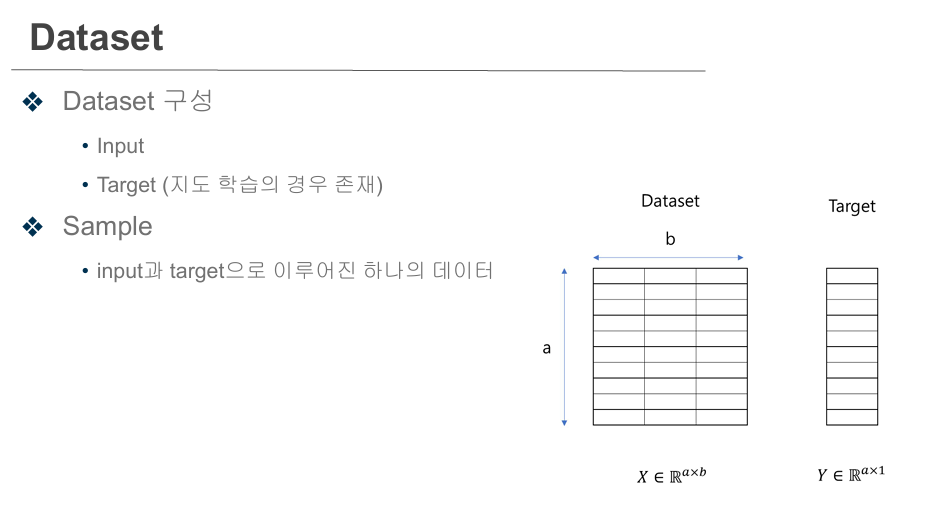 Dataset
❖ Dataset 구성
• Input
• Target (지도 학습의 경우 존재)
❖ Sample
• input과 target으로 이루어진 하나의 데이터
Dataset
Target
b
a
X ∈ ℝ^{a×b}
Y ∈ ℝ^{a×1}